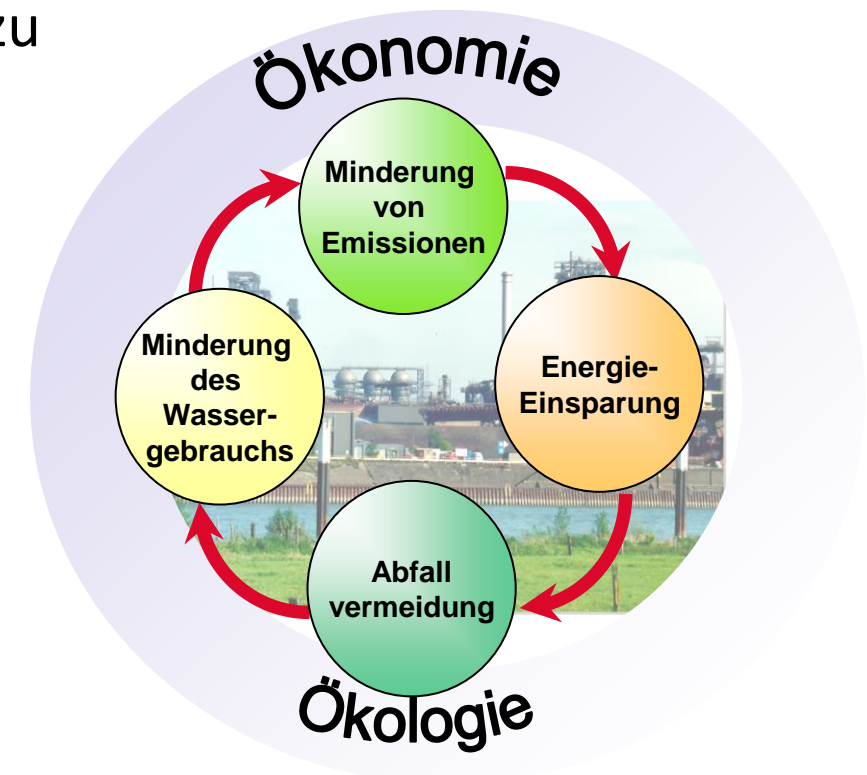 zu
Ökonomie
Minderung
von
Emissionen
Energie-
Einsparung
Abfall
vermeidung
Minderung
des
Wasser-
gebrauchs
Ökologie